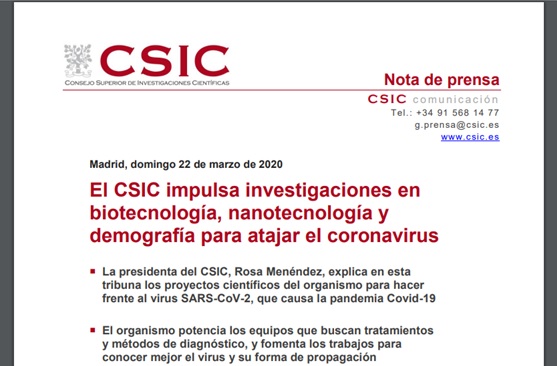 CSIC
CONSEJO SUPERIOR DE INVESTIGACIONES CIENTÍFICAS
Nota de prensa
CSIC comunicación
Tel.: +34 91 568 14 77
g.prensa@csic.es
www.csic.es
Madrid, domingo 22 de marzo de 2020
El CSIC impulsa investigaciones en
biotecnología, nanotecnología y
demografía para atajar el coronavirus
▪ La presidenta del CSIC, Rosa Menéndez, explica en esta
tribuna los proyectos científicos del organismo para hacer
frente al virus SARS-CoV-2, que causa la pandemia Covid-19
▪ El organismo potencia los equipos que buscan tratamientos
y métodos de diagnóstico, y fomenta los trabajos para
conocer mejor el virus y su forma de propagación